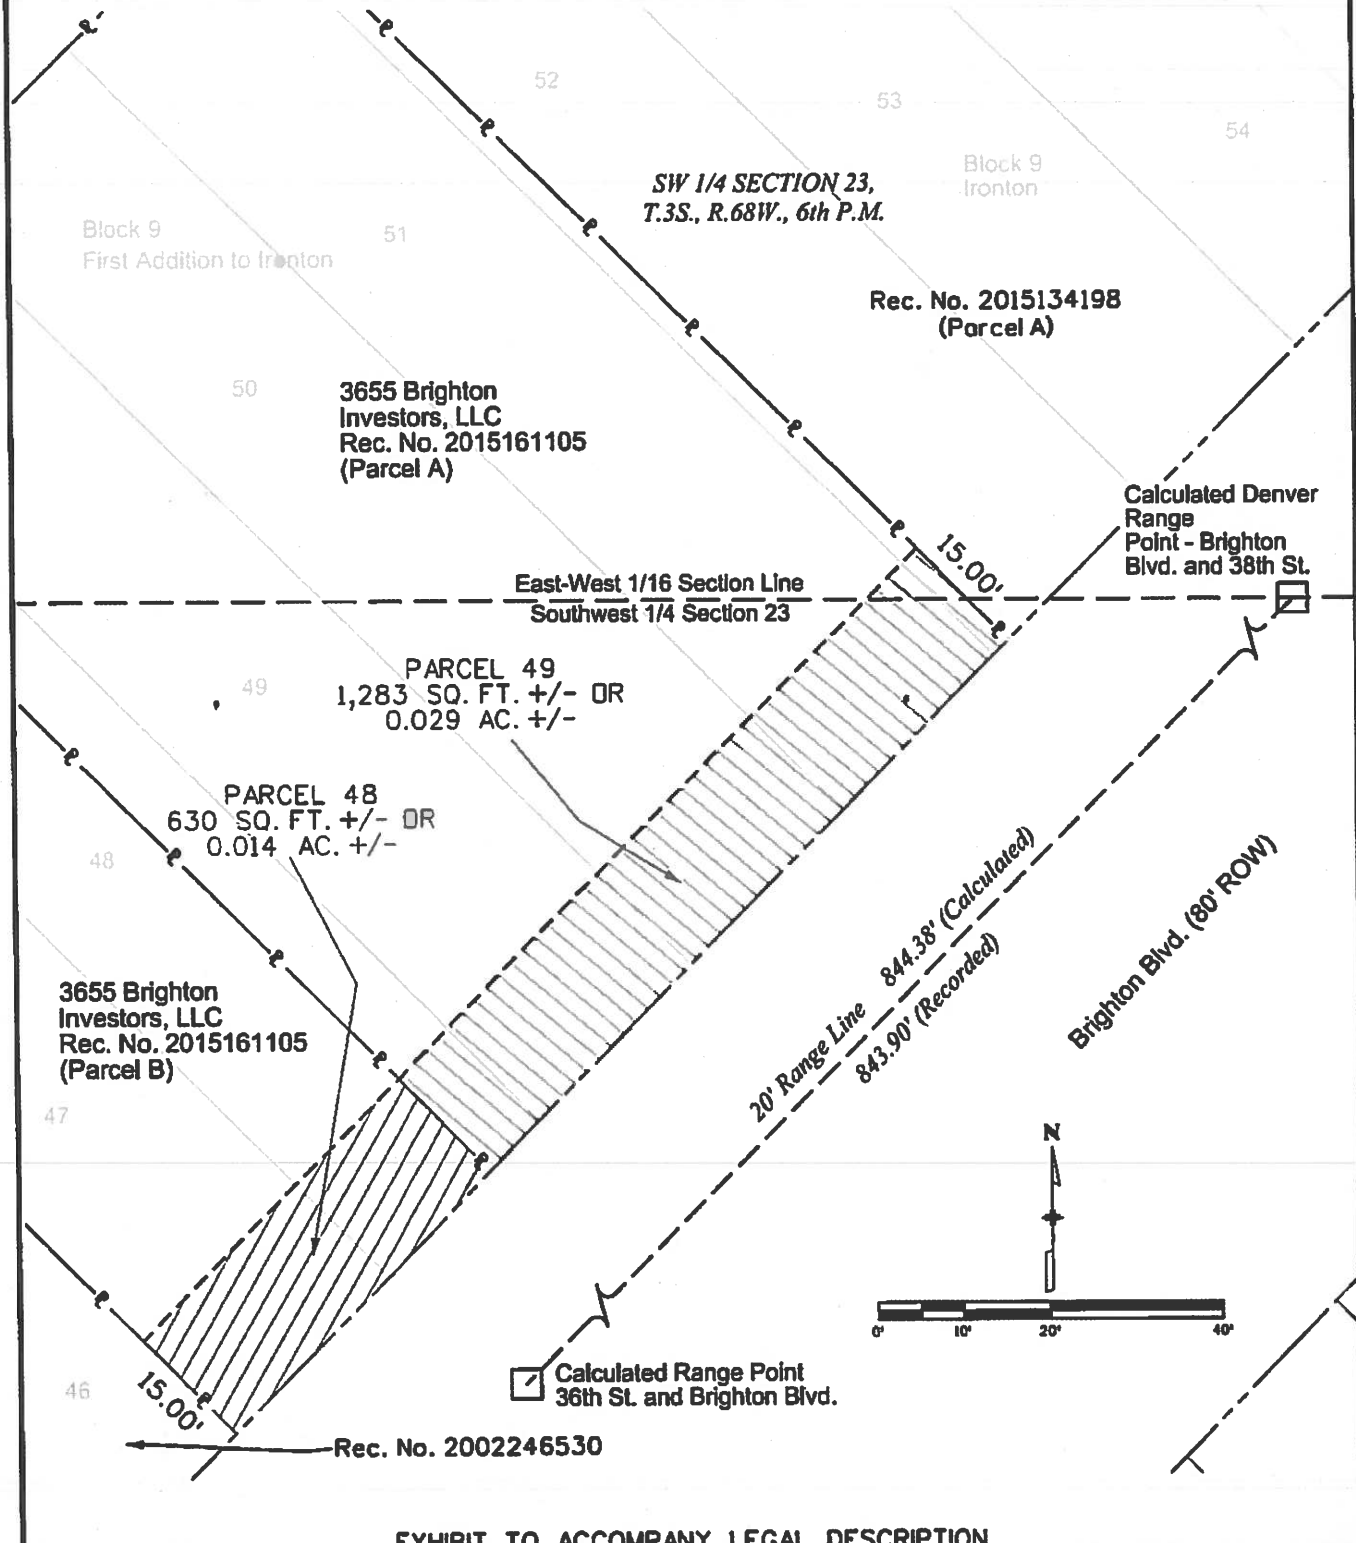 52
53
54
Block 9
Ironton
SW 1/4 SECTION 23,
T.3S., R.68W., 6th P.M.
Block 9
First Addition to Ironton
51
Rec. No. 2015134198
(Parcel A)
50
3655 Brighton
Investors, LLC
Rec. No. 2015161105
(Parcel A)
Calculated Denver
Range
Point - Brighton
Blvd. and 38th St.
15.00'
East-West 1/16 Section Line
Southwest 1/4 Section 23
49
PARCEL 49
1,283 SQ. FT. +/- OR
0.029 AC. +/-
PARCEL 48
630 SQ. FT. +/- OR
0.014 AC. +/-
48
20' Range Line 844.38' (Calculated)
843.90' (Recorded)
Brighton Blvd. (80' ROW)
3655 Brighton
Investors, LLC
Rec. No. 2015161105
(Parcel B)
47
N
0' 10' 20' 40'
Calculated Range Point
36th St. and Brighton Blvd.
46
15.00'
Rec. No. 2002246530
EXHIBIT TO ACCOMPANY LEGAL DESCRIPTION